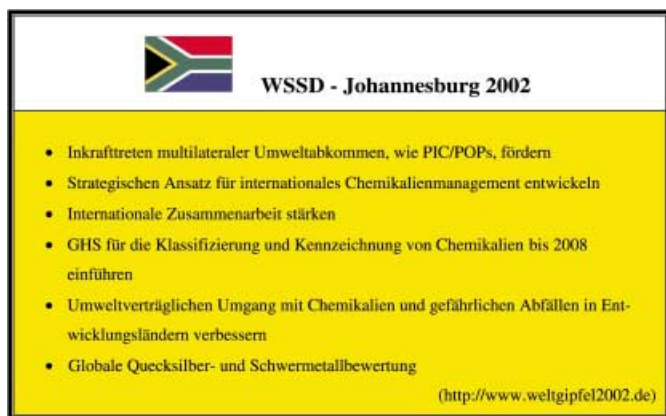 WSSD - Johannesburg 2002
• Inkrafttreten multilateraler Umweltabkommen, wie PIC/POPs, fördern
• Strategischen Ansatz für internationales Chemikalienmanagement entwickeln
• Internationale Zusammenarbeit stärken
• GHS für die Klassifizierung und Kennzeichnung von Chemikalien bis 2008
einführen
• Umweltverträglichen Umgang mit Chemikalien und gefährlichen Abfällen in Ent-
wicklungsländern verbessern
• Globale Quecksilber- und Schwermetallbewertung
(http://www.weltgipfel2002.de)